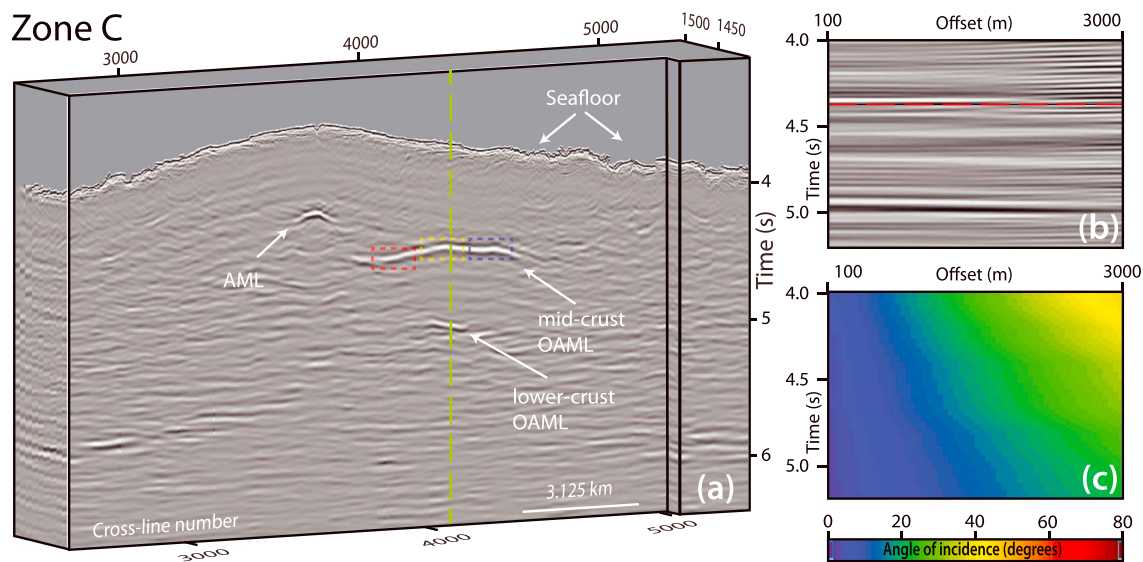 Zone C
3000
4000
5000
1500
1450
Seafloor
AML
mid-crust
OAML
lower-crust
OAML
4
5
6
Time (s)
(a)
3.125 km
Cross-line number
3000
4000
5000
100
Offset (m)
3000
4.0
4.5
5.0
Time (s)
(b)
100
Offset (m)
3000
4.0
4.5
5.0
Time (s)
(c)
0
20
40
60
80
Angle of incidence (degrees)